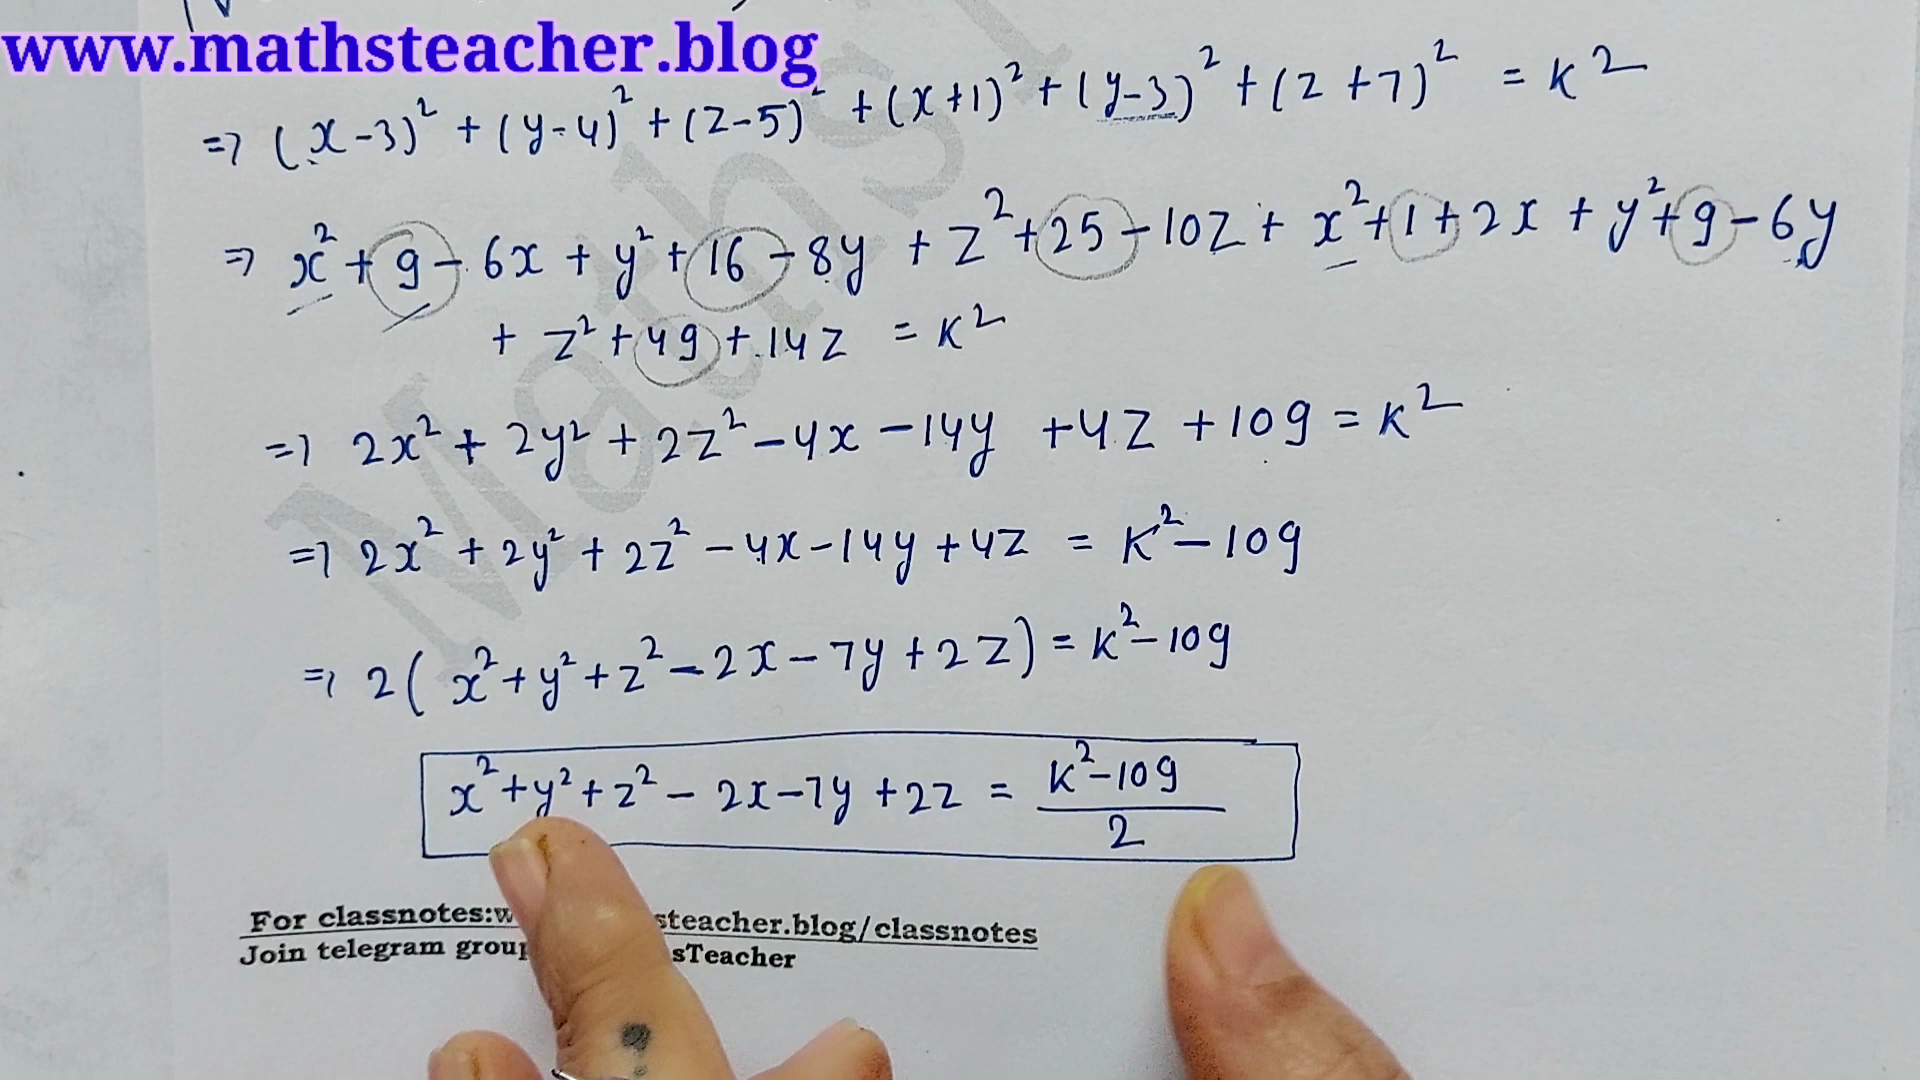 www.mathsteacher.blog
=> (x-3)² + (y-4)² + (z-5)² + (x+1)² + (y-3)² + (z+7)² = K²
=> x² + 9 - 6x + y² + 16 - 8y + z² + 25 - 10z + x² + 1 + 2x + y² + 9 - 6y
+ z² + 49 + 14z = K²
=> 2x² + 2y² + 2z² - 4x - 14y + 4z + 109 = K²
=> 2x² + 2y² + 2z² - 4x - 14y + 4z = K² - 109
=> 2(x² + y² + z² - 2x - 7y + 2z) = K² - 109
x² + y² + z² - 2x - 7y + 2z = K² - 109 / 2
For classnotes:w steacher.blog/classnotes
Join telegram group sTeacher
Maths